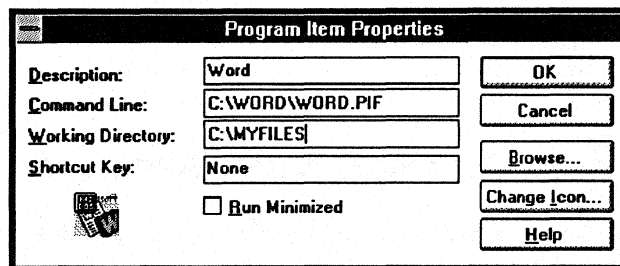 Program Item Properties
Description: Word OK
Command Line: C:\WORD\WORD.PIF Cancel
Working Directory: C:\MYFILES
Browse...
Shortcut Key: None
Change Icon...
Run Minimized
Help